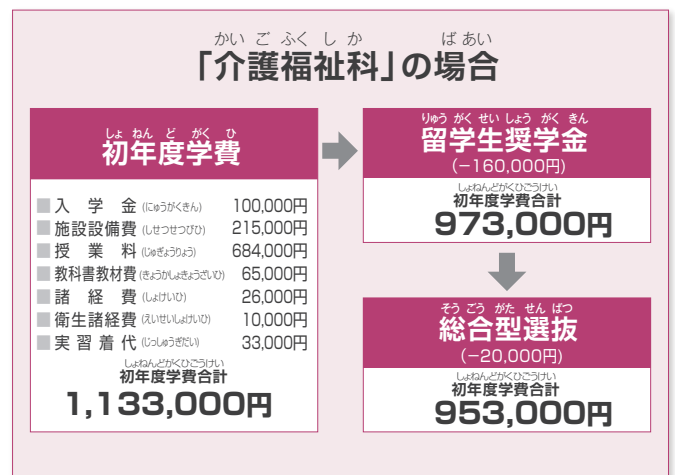 かいごふくしか ばあい
「介護福祉科」の場合
しょねんどがくひ
初年度学費
■入学金(にゅうがくきん) 100,000円
■施設設備費(しせつせつびひ) 215,000円
■授業料(じゅぎょうりょう) 684,000円
■教科書教材費(きょうかしょきょうざいひ) 65,000円
■諸経費(しょけいひ) 26,000円
■衛生諸経費(えいせいしょけいひ) 10,000円
■実習着代(じっしゅうぎだい) 33,000円
しょねんどがくひごうけい
初年度学費合計
1,133,000円
りゅうがくせいしょうがくきん
留学生奨学金
(−160,000円)
しょねんどがくひごうけい
初年度学費合計
973,000円
そうごうがたせんばつ
総合型選抜
(−20,000円)
しょねんどがくひごうけい
初年度学費合計
953,000円